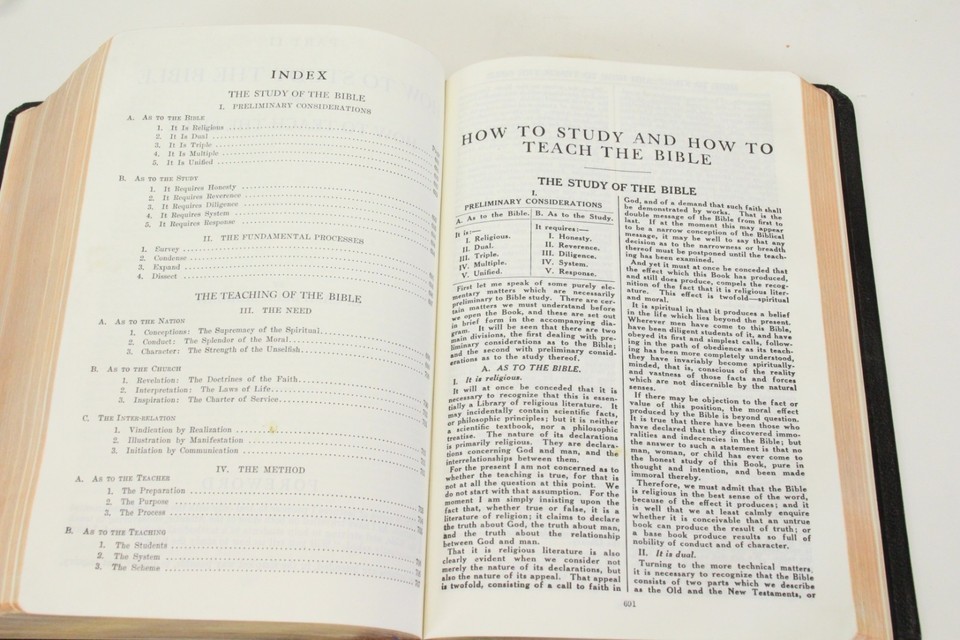 INDEX
THE STUDY OF THE BIBLE
I. PRELIMINARY CONSIDERATIONS
A. AS TO THE BIBLE
1. It Is Religious
2. It Is Dual
3. It Is Triple
4. It Is Multiple
5. It Is Unified
B. AS TO THE STUDY
1. It Requires Honesty
2. It Requires Reverence
3. It Requires Diligence
4. It Requires System
5. It Requires Response
II. THE FUNDAMENTAL PROCESSES
1. Survey
2. Condense
3. Expand
4. Dissect
THE TEACHING OF THE BIBLE
III. THE NEED
A. AS TO THE NATION
1. Conceptions: The Supremacy of the Spiritual
2. Conduct: The Splendor of the Moral
3. Character: The Strength of the Unselfish
B. AS TO THE CHURCH
1. Revelation: The Doctrines of the Faith
2. Interpretation: The Laws of Life
3. Inspiration: The Charter of Service
C. THE INTER-RELATION
1. Vindication by Realization
2. Illustration by Manifestation
3. Initiation by Communication
IV. THE METHOD
A. AS TO THE TEACHER
1. The Preparation
2. The Purpose
3. The Process
B. AS TO THE TEACHING
1. The Students
2. The System
3. The Scheme
HOW TO STUDY AND HOW TO
TEACH THE BIBLE
THE STUDY OF THE BIBLE
I.
PRELIMINARY CONSIDERATIONS
A. As to the Bible. B. As to the Study.
It is:— It requires:—
I. Religious. I. Honesty.
II. Dual. II. Reverence.
III. Triple. III. Diligence.
IV. Multiple. IV. System.
V. Unified. V. Response.
First let me speak of some purely ele-
mentary matters which are necessarily
preliminary to Bible study. There are cer-
tain matters we must understand before
we open the Book, and these are set out
in brief form in the accompanying dia-
gram. It will be seen that there are two
main divisions, the first dealing with pre-
liminary considerations as to the Bible;
and the second with preliminary consid-
erations as to the study thereof.
A. AS TO THE BIBLE.
I. It is religious.
It will at once be conceded that it is
necessary to recognize that this is essen-
tially a Library of religious literature. It
may incidentally contain scientific facts,
or philosophic principles; but it is neither
a scientific textbook, nor a philosophic
treatise. The nature of its declarations
is primarily religious. They are declara-
tions concerning God and man, and the
interrelationships between them.
For the present I am not concerned as to
whether the teaching is true, for that is
not at all the question at this point. We
do not start with that assumption. For the
moment I am simply insisting upon the
fact that, whether true or false, it is a
literature of religion; it claims to declare
the truth about God, the truth about man,
and the truth about the relationship
between God and man.
That it is religious literature is also
clearly evident when we consider not
merely the nature of its declarations, but
also the nature of its appeal. That appeal
is twofold, consisting of a call to faith in
God, and of a demand that such faith shall
be demonstrated by works. That is the
double message of the Bible from first to
last. If at the moment this may appear
to be a narrow conception of the Biblical
message, it may be well to say that any
decision as to the narrowness or breadth
thereof must be postponed until the teach-
ing has been examined.
And yet it must at once be conceded that
the effect which this Book has produced,
and still does produce, compels the recog-
nition of the fact that it is religious liter-
ature. This effect is twofold—spiritual
and moral.
It is spiritual in that it produces a belief
in the life which lies beyond the present.
Wherever men have come to this Bible,
have been diligent students of it, and have
obeyed its first and simplest calls, follow-
ing in the path of obedience as its teach-
ing has been more completely understood,
they have invariably become spiritually-
minded, that is, conscious of the reality
and vastness of those facts and forces
which are not discernible by the natural
senses.
If there may be objection to the fact or
value of this position, the moral effect
produced by the Bible is beyond question.
It is true that there have been those who
have declared that they discovered immo-
ralities and indecencies in the Bible; but
the answer to such a statement is that no
man, woman, or child has ever come to
the honest study of this Book, pure in
thought and intention, and been made
immoral thereby.
Therefore, we must admit that the Bible
is religious in the best sense of the word,
because of the effect it produces; and it
is well that we at least calmly enquire
whether it is conceivable that an untrue
book can produce the result of truth; or
a base book produce results so full of
nobility of conduct and of character.
II. It is dual.
Turning to the more technical matters,
it is necessary to recognize that the Bible
consists of two parts which we describe
as the Old and the New Testaments, or
691